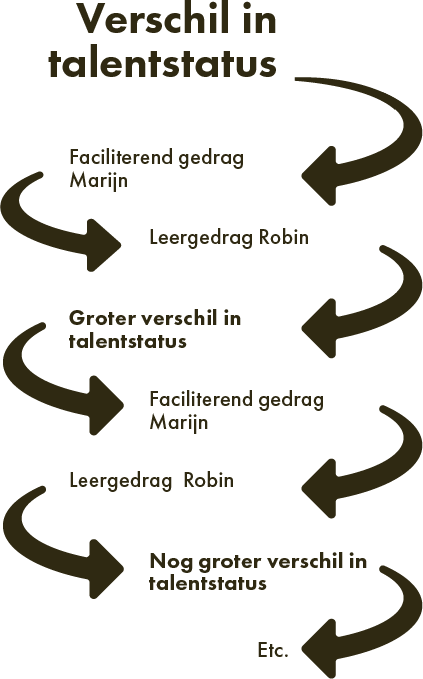 Verschil in
talentstatus
Faciliterend gedrag
Marijn
Leergedrag Robin
Groter verschil in
talentstatus
Faciliterend gedrag
Marijn
Leergedrag Robin
Nog groter verschil in
talentstatus
Etc.